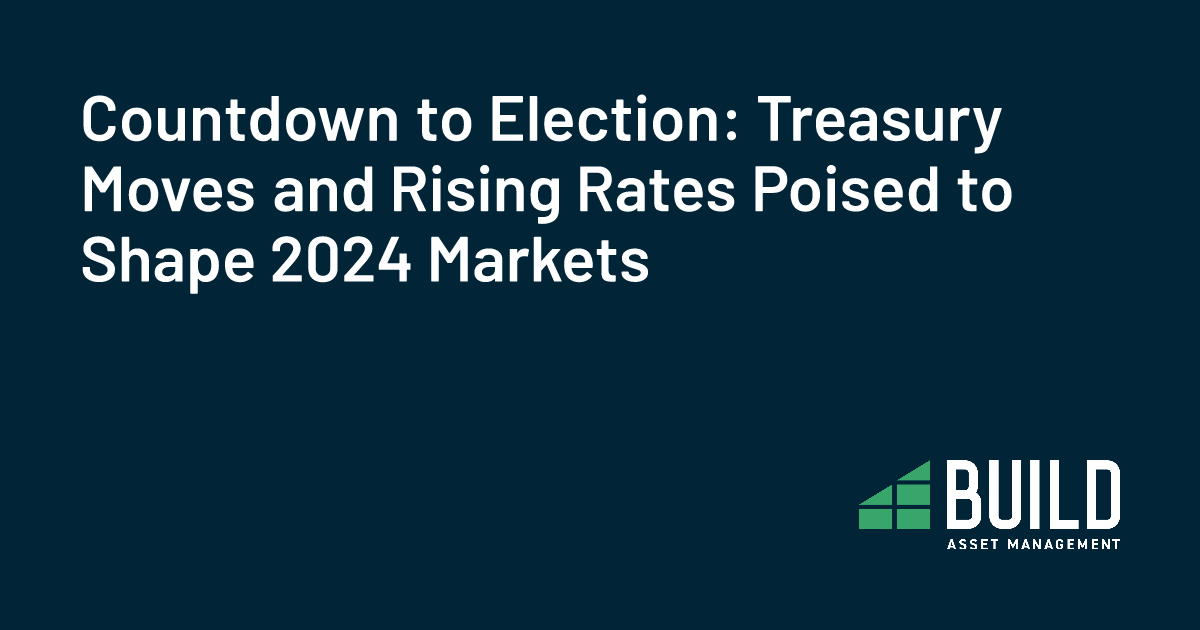 Countdown to Election: Treasury
Moves and Rising Rates Poised to
Shape 2024 Markets
BUILD
ASSET MANAGEMENT